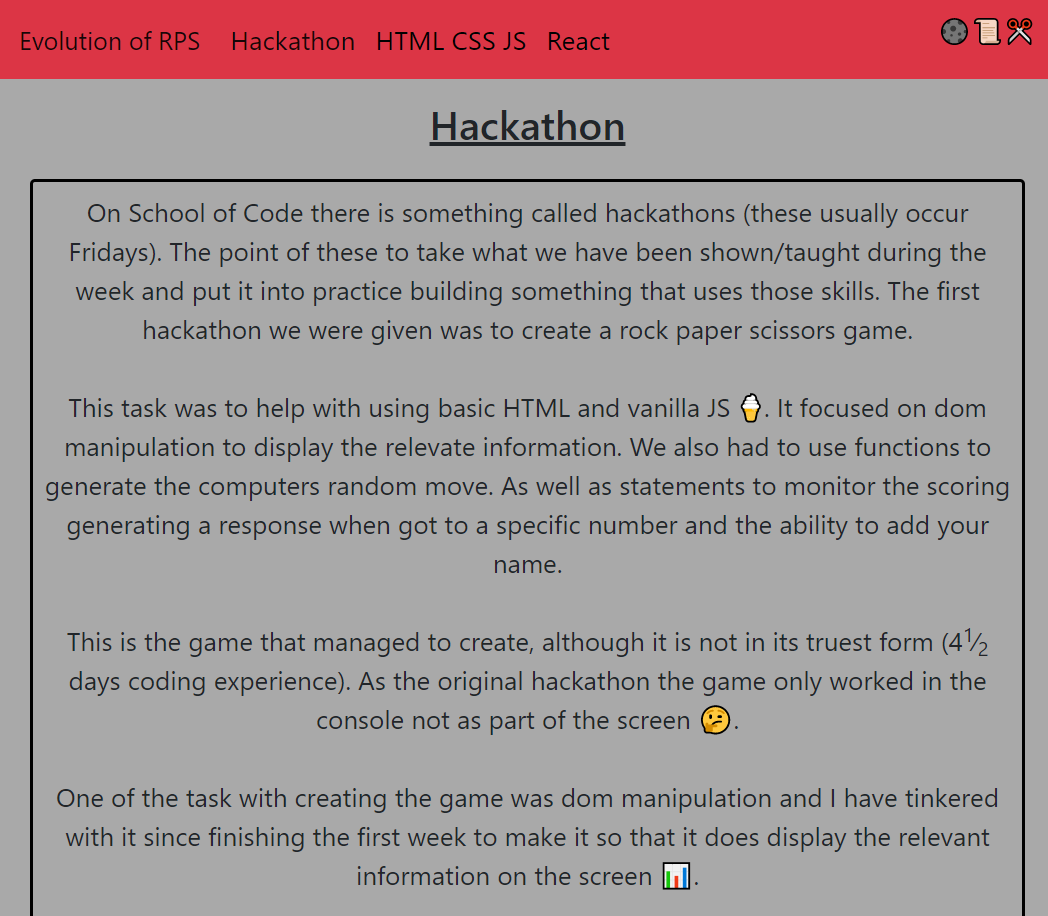 Evolution of RPS Hackathon HTML CSS JS React 🌑📜✂
Hackathon
On School of Code there is something called hackathons (these usually occur
Fridays). The point of these to take what we have been shown/taught during the
week and put it into practice building something that uses those skills. The first
hackathon we were given was to create a rock paper scissors game.
This task was to help with using basic HTML and vanilla JS 🍦. It focused on dom
manipulation to display the relevate information. We also had to use functions to
generate the computers random move. As well as statements to monitor the scoring
generating a response when got to a specific number and the ability to add your
name.
This is the game that managed to create, although it is not in its truest form (4½
days coding experience). As the original hackathon the game only worked in the
console not as part of the screen 🤔.
One of the task with creating the game was dom manipulation and I have tinkered
with it since finishing the first week to make it so that it does display the relevant
information on the screen 📊.